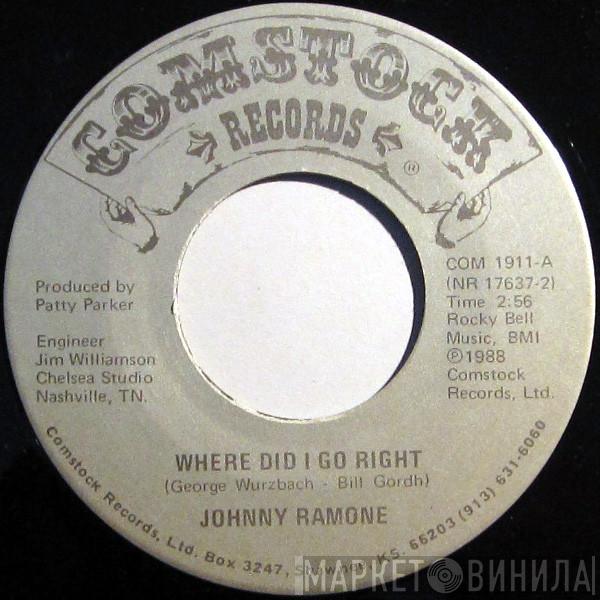 COMSTOCK
RECORDS
®
Produced by
Patty Parker
Engineer
Jim Williamson
Chelsea Studio
Nashville, TN.
COM 1911-A
(NR 17637-2)
Time 2:56
Rocky Bell
Music, BMI
℗1988
Comstock
Records, Ltd.
WHERE DID I GO RIGHT
(George Wurzbach - Bill Gordh)
JOHNNY RAMONE
Comstock Records, Ltd. Box 3247, Shawnee, KS. 66203 (913) 631-6060
МАРКЕТ ВИНИЛА